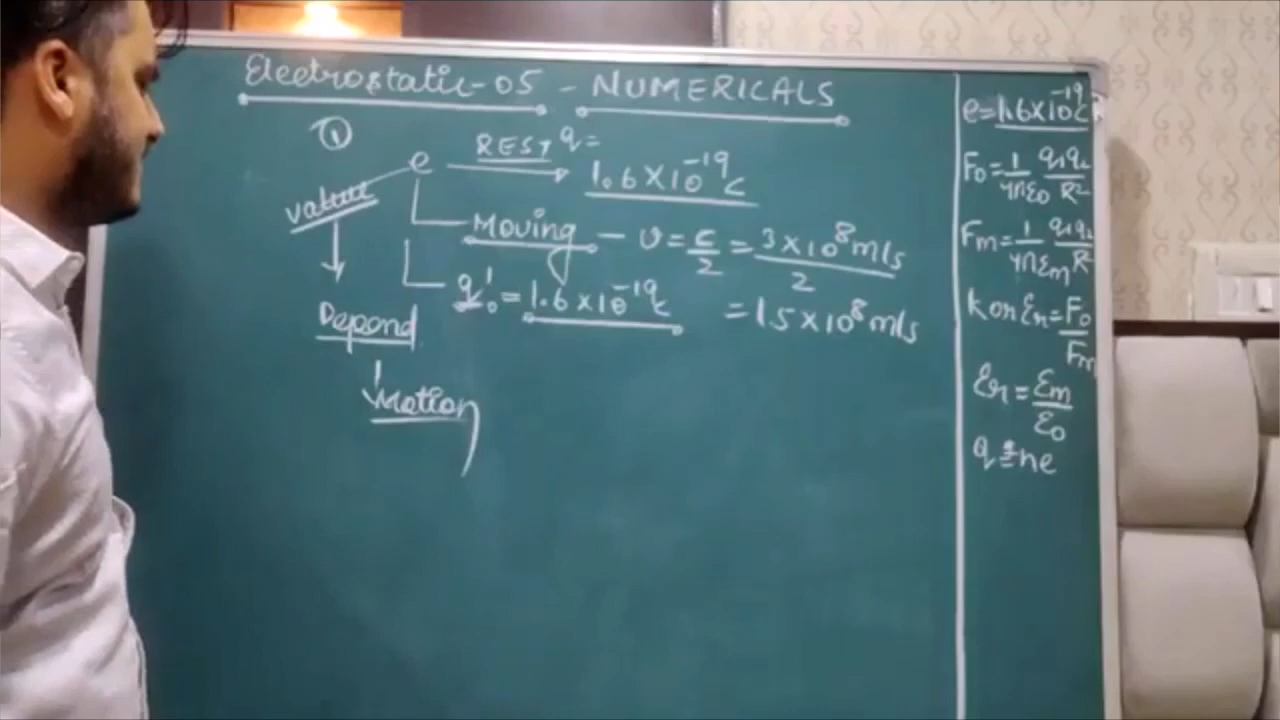 Electrostatic-05 - NUMERICALS
①
e REST q= 1.6×10⁻¹⁹C
value
Moving - υ = c/2 = 3×10⁸m/s / 2
q'₀ = 1.6×10⁻¹⁹C = 1.5×10⁸m/s
Depend
Motion
e=1.6×10⁻¹⁹C
F₀=1/4πε₀ q₁q₂/R²
Fm=1/4πεm q₁q₂/R²
K or εr=F₀/Fm
εr=εm/ε₀
q=±ne